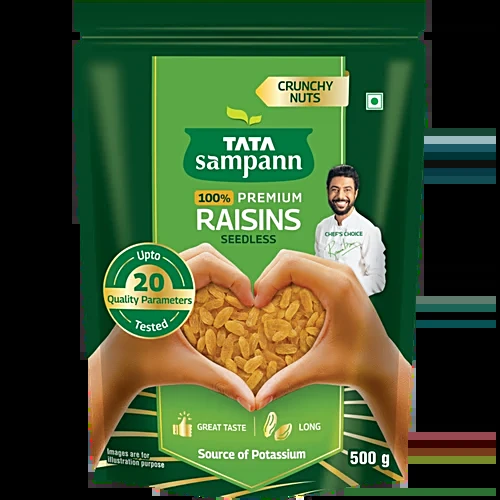 CRUNCHY
NUTS
TATA
sampann
100% PREMIUM
RAISINS
SEEDLESS
CHEF'S CHOICE
Upto
20
Quality Parameters
Tested
GREAT TASTE
LONG
Source of Potassium
Images are for
illustration purpose
500 g